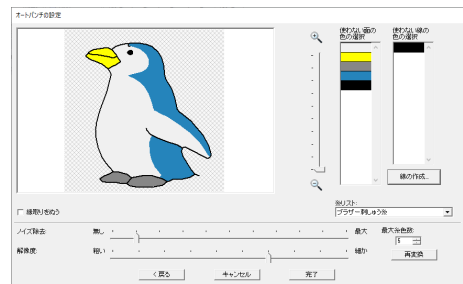 オートパンチの設定
使わない面の
色の選択
使わない線の
色の選択
線の作成...
縁取りをぬう
糸リスト:
ブラザー刺しゅう糸
ノイズ除去:
無し
最大
最大糸色数:
5
解像度:
粗い
細か
再変換
< 戻る
キャンセル
完了